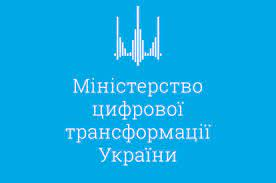 Міністерство
цифрової
трансформації
України